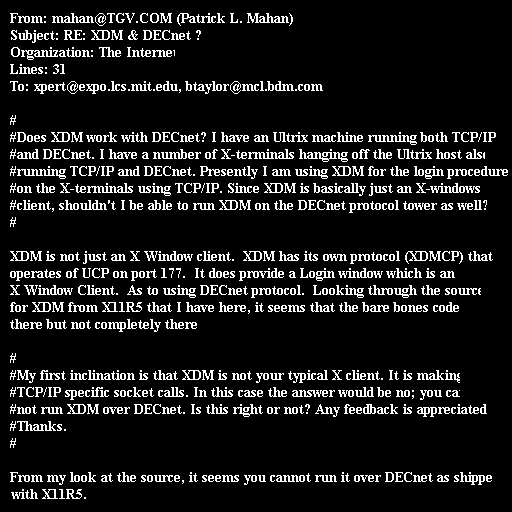 From: mahan@TGV.COM (Patrick L. Mahan)
Subject: RE: XDM & DECnet ?
Organization: The Internet
Lines: 31
To: xpert@expo.lcs.mit.edu, btaylor@mcl.bdm.com
#
#Does XDM work with DECnet? I have an Ultrix machine running both TCP/IP
#and DECnet. I have a number of X-terminals hanging off the Ultrix host also
#running TCP/IP and DECnet. Presently I am using XDM for the login procedure
#on the X-terminals using TCP/IP. Since XDM is basically just an X-windows
#client, shouldn't I be able to run XDM on the DECnet protocol tower as well?
#
XDM is not just an X Window client.  XDM has its own protocol (XDMCP) that
operates of UCP on port 177.  It does provide a Login window which is an
X Window Client.  As to using DECnet protocol.  Looking through the source
for XDM from X11R5 that I have here, it seems that the bare bones code
there but not completely there
#
#My first inclination is that XDM is not your typical X client. It is making
#TCP/IP specific socket calls. In this case the answer would be no; you ca
#not run XDM over DECnet. Is this right or not? Any feedback is appreciated
#Thanks.
#
From my look at the source, it seems you cannot run it over DECnet as shippe
with X11R5.